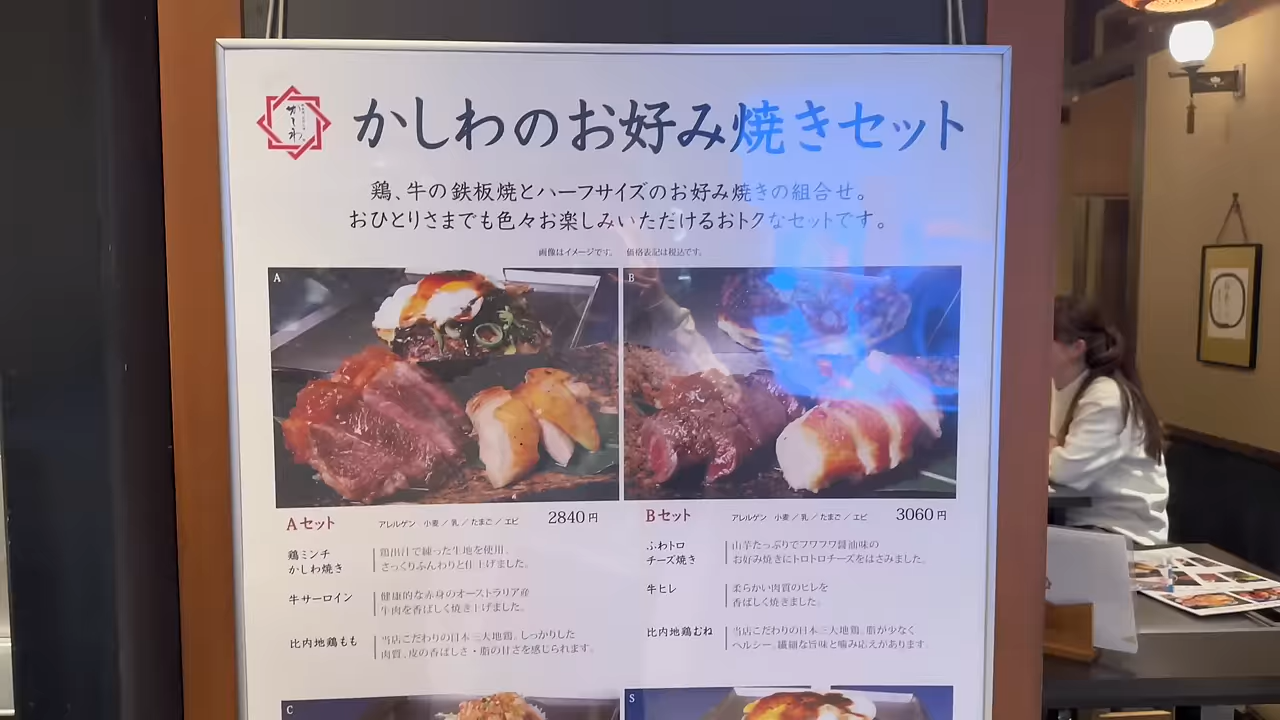 かしわ
かしわのお好み焼きセット
鶏、牛の鉄板焼とハーフサイズのお好み焼きの組合せ。
おひとりさまでも色々お楽しみいただけるおトクなセットです。
画像はイメージです。 価格表記は税込です。
A
B
Aセット アレルゲン 小麦/乳/たまご/エビ 2840円
鶏ミンチ
かしわ焼き
鶏出汁で練った生地を使用。
さっくりふんわりと仕上げました。
牛サーロイン
健康的な赤身のオーストラリア産
牛肉を香ばしく焼き上げました。
比内地鶏もも
当店こだわりの日本三大地鶏。しっかりした
肉質、皮の香ばしさ・脂の甘さを感じられます。
Bセット アレルゲン 小麦/乳/たまご/エビ 3060円
ふわトロ
チーズ焼き
山芋たっぷりでフワフワ醤油味の
お好み焼きにトロトロチーズをはさみました。
牛ヒレ
柔らかい肉質のヒレを
香ばしく焼きました。
比内地鶏むね
当店こだわりの日本三大地鶏。脂が少なく
ヘルシー。繊細な旨味と噛み応えがあります。
C
S